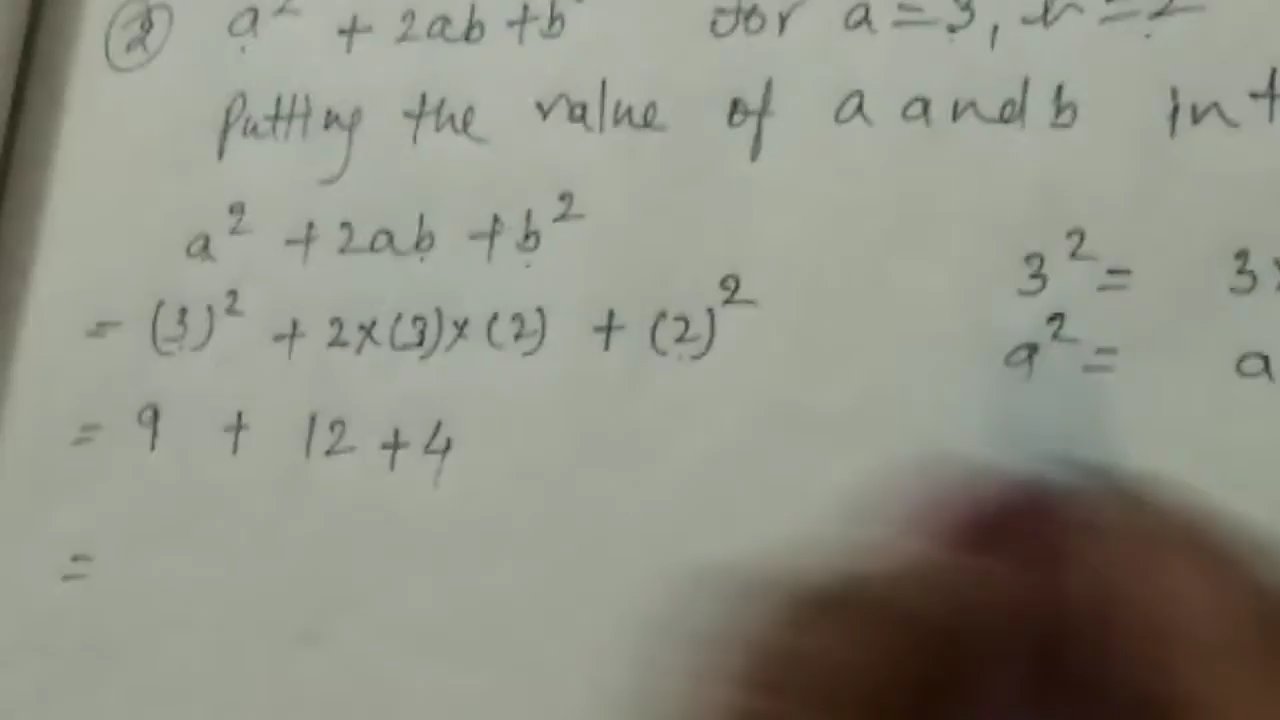 ② a² + 2ab + b for a = 3, b = 2
Putting the value of a and b in t
a² + 2ab + b²
= (3)² + 2×(3)×(2) + (2)²
3² = 3×
a² = a
= 9 + 12 + 4
=